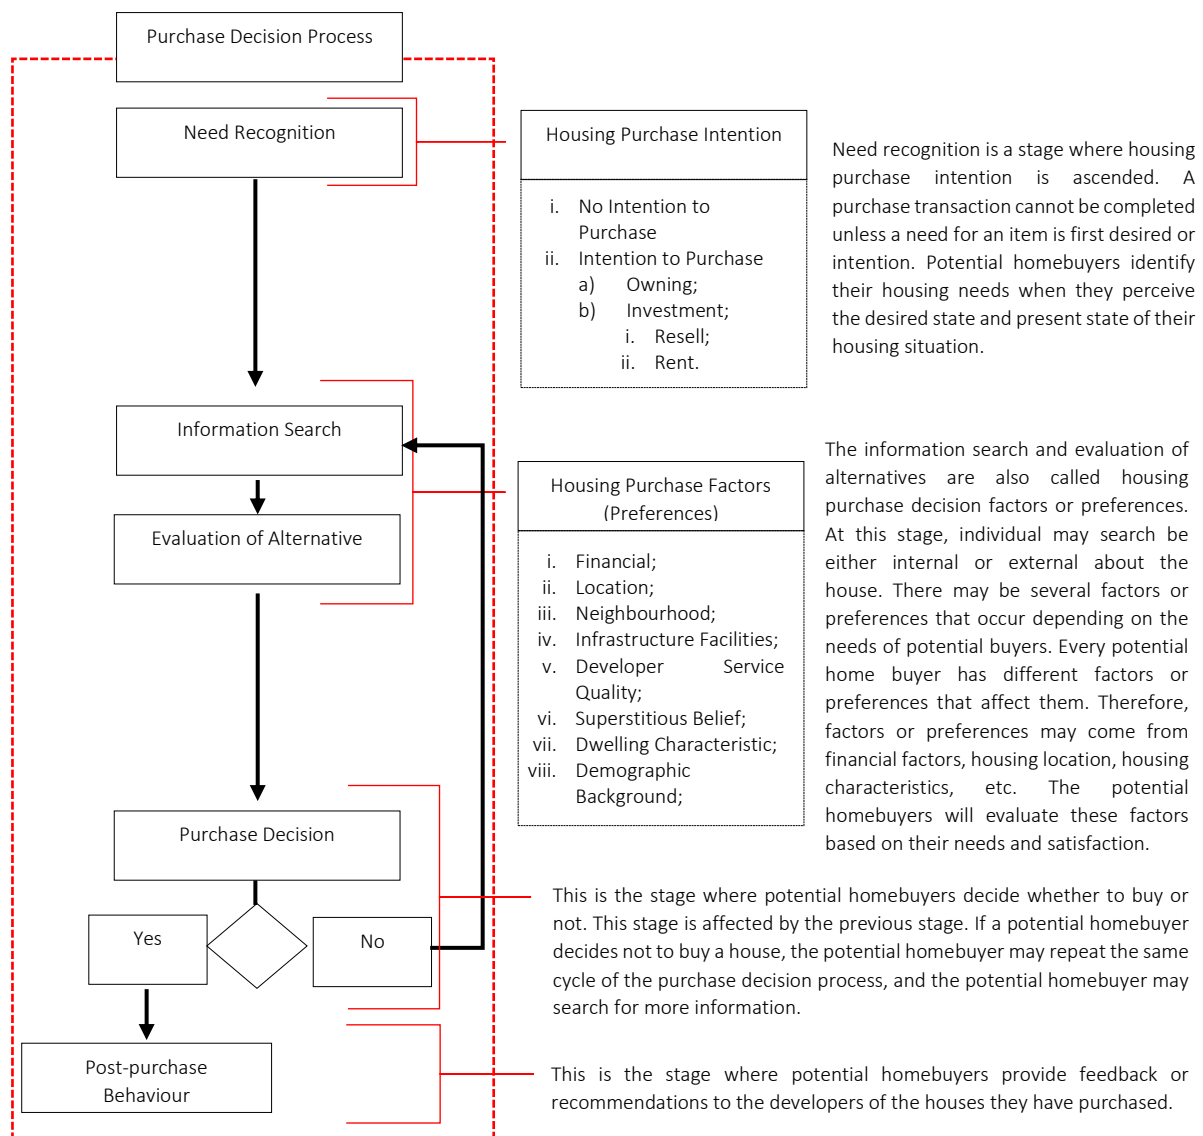 Purchase Decision Process
Need Recognition
Housing Purchase Intention
i. No Intention to
Purchase
ii. Intention to Purchase
a) Owning;
b) Investment;
i. Resell;
ii. Rent.
Need recognition is a stage where housing
purchase intention is ascended. A
purchase transaction cannot be completed
unless a need for an item is first desired or
intention. Potential homebuyers identify
their housing needs when they perceive
the desired state and present state of their
housing situation.
Information Search
Evaluation of Alternative
Housing Purchase Factors
(Preferences)
i. Financial;
ii. Location;
iii. Neighbourhood;
iv. Infrastructure Facilities;
v. Developer Service
Quality;
vi. Superstitious Belief;
vii. Dwelling Characteristic;
viii. Demographic
Background;
The information search and evaluation of
alternatives are also called housing
purchase decision factors or preferences.
At this stage, individual may search be
either internal or external about the
house. There may be several factors or
preferences that occur depending on the
needs of potential buyers. Every potential
home buyer has different factors or
preferences that affect them. Therefore,
factors or preferences may come from
financial factors, housing location, housing
characteristics, etc. The potential
homebuyers will evaluate these factors
based on their needs and satisfaction.
Purchase Decision
Yes
No
This is the stage where potential homebuyers decide whether to buy or
not. This stage is affected by the previous stage. If a potential homebuyer
decides not to buy a house, the potential homebuyer may repeat the same
cycle of the purchase decision process, and the potential homebuyer may
search for more information.
Post-purchase
Behaviour
This is the stage where potential homebuyers provide feedback or
recommendations to the developers of the houses they have purchased.